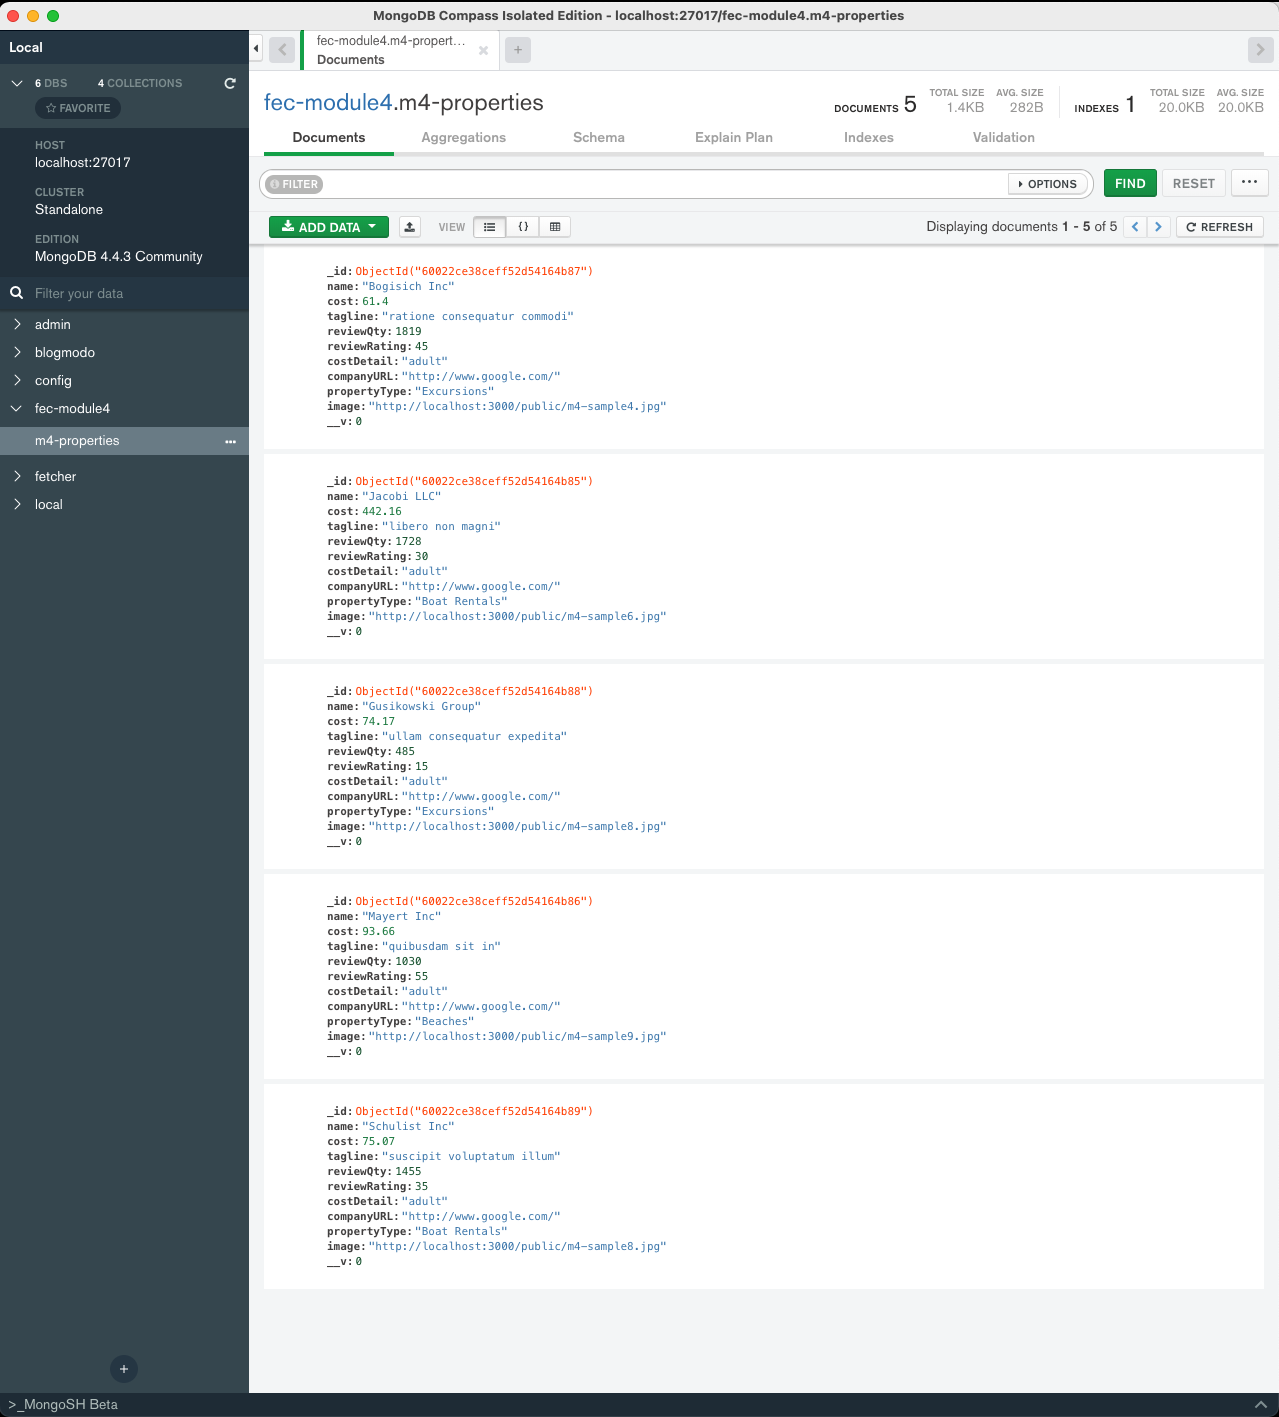 MongoDB Compass Isolated Edition - localhost:27017/fec-module4.m4-properties
Local
6 DBS 4 COLLECTIONS
FAVORITE
HOST
localhost:27017
CLUSTER
Standalone
EDITION
MongoDB 4.4.3 Community
Filter your data
admin
blogmodo
config
fec-module4
m4-properties
fetcher
local
fec-module4.m4-propert...
Documents
fec-module4.m4-properties
DOCUMENTS 5 TOTAL SIZE 1.4KB AVG. SIZE 282B INDEXES 1 TOTAL SIZE 20.0KB AVG. SIZE 20.0KB
Documents Aggregations Schema Explain Plan Indexes Validation
FILTER OPTIONS FIND RESET ...
ADD DATA VIEW {} Displaying documents 1 - 5 of 5 < > REFRESH
_id: ObjectId("60022ce38ceff52d54164b87")
name: "Bogisich Inc"
cost: 61.4
tagline: "ratione consequatur commodi"
reviewQty: 1819
reviewRating: 45
costDetail: "adult"
companyURL: "http://www.google.com/"
propertyType: "Excursions"
image: "http://localhost:3000/public/m4-sample4.jpg"
__v: 0
_id: ObjectId("60022ce38ceff52d54164b85")
name: "Jacobi LLC"
cost: 442.16
tagline: "libero non magni"
reviewQty: 1728
reviewRating: 30
costDetail: "adult"
companyURL: "http://www.google.com/"
propertyType: "Boat Rentals"
image: "http://localhost:3000/public/m4-sample6.jpg"
__v: 0
_id: ObjectId("60022ce38ceff52d54164b88")
name: "Gusikowski Group"
cost: 74.17
tagline: "ullam consequatur expedita"
reviewQty: 485
reviewRating: 15
costDetail: "adult"
companyURL: "http://www.google.com/"
propertyType: "Excursions"
image: "http://localhost:3000/public/m4-sample8.jpg"
__v: 0
_id: ObjectId("60022ce38ceff52d54164b86")
name: "Mayert Inc"
cost: 93.66
tagline: "quibusdam sit in"
reviewQty: 1030
reviewRating: 55
costDetail: "adult"
companyURL: "http://www.google.com/"
propertyType: "Beaches"
image: "http://localhost:3000/public/m4-sample9.jpg"
__v: 0
_id: ObjectId("60022ce38ceff52d54164b89")
name: "Schulist Inc"
cost: 75.07
tagline: "suscipit voluptatum illum"
reviewQty: 1455
reviewRating: 35
costDetail: "adult"
companyURL: "http://www.google.com/"
propertyType: "Boat Rentals"
image: "http://localhost:3000/public/m4-sample8.jpg"
__v: 0
>_MongoSH Beta